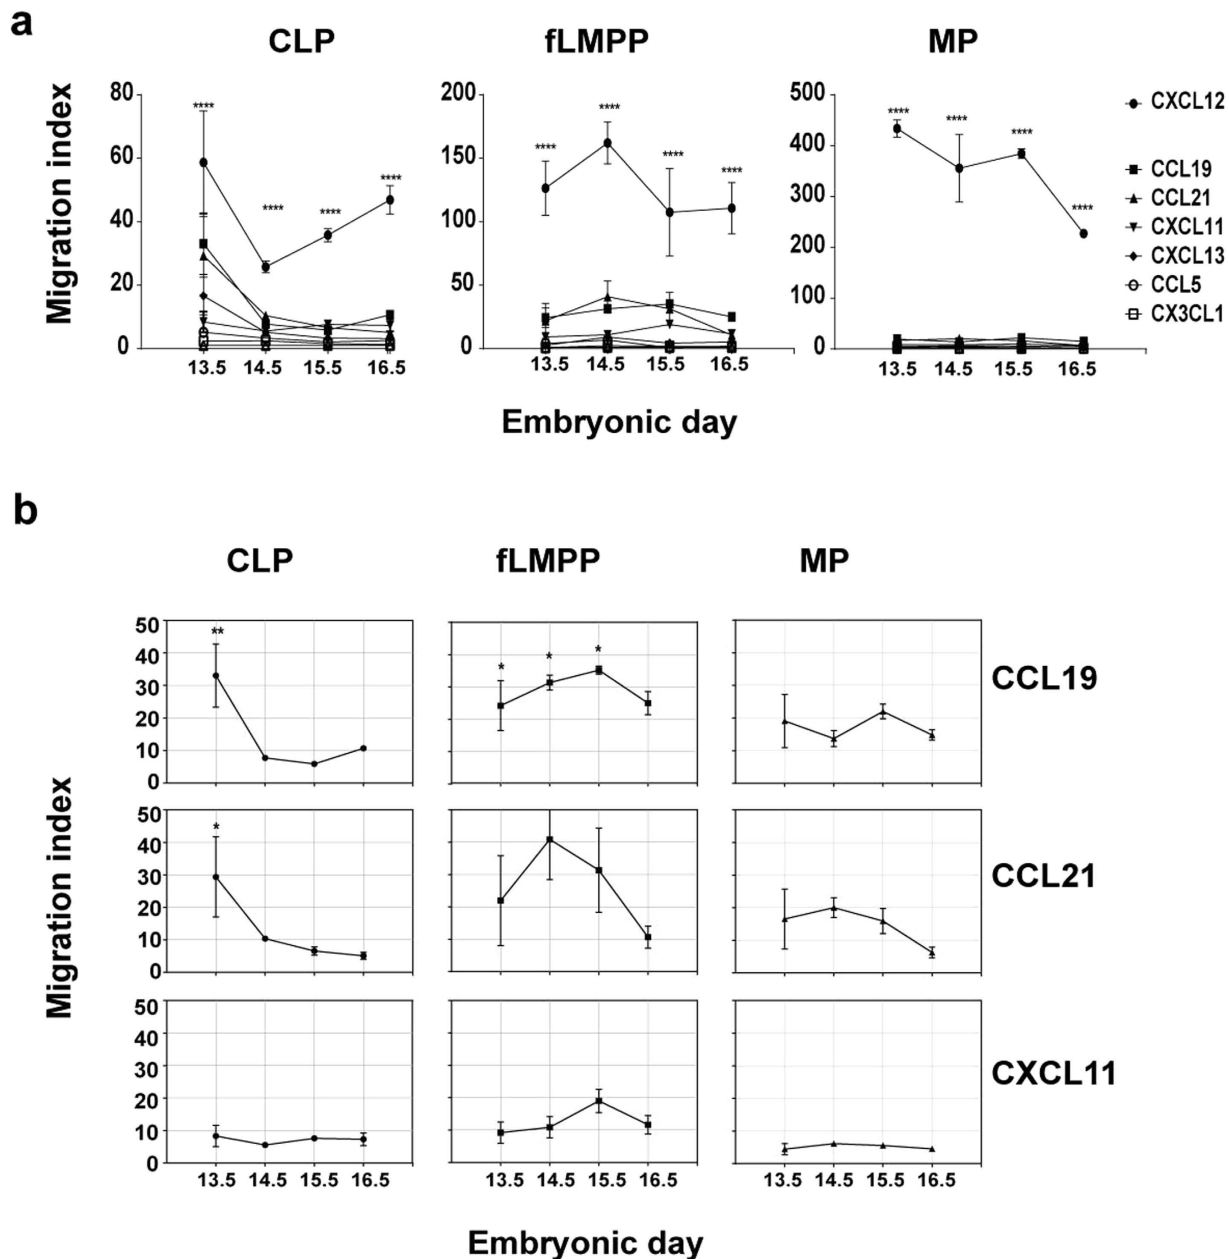 a
CLP fLMPP MP
Migration index
80 60 40 20 0
**** **** **** ****
13.5 14.5 15.5 16.5
200 150 100 50 0
**** **** **** ****
13.5 14.5 15.5 16.5
500 400 300 200 100 0
**** **** **** ****
13.5 14.5 15.5 16.5
CXCL12
CCL19
CCL21
CXCL11
CXCL13
CCL5
CX3CL1
Embryonic day
b
CLP fLMPP MP
Migration index
50 40 30 20 10 0
**
* * *
CCL19
50 40 30 20 10 0
*
CCL21
Migration index
50 40 30 20 10 0
CXCL11
13.5 14.5 15.5 16.5 13.5 14.5 15.5 16.5 13.5 14.5 15.5 16.5
Embryonic day